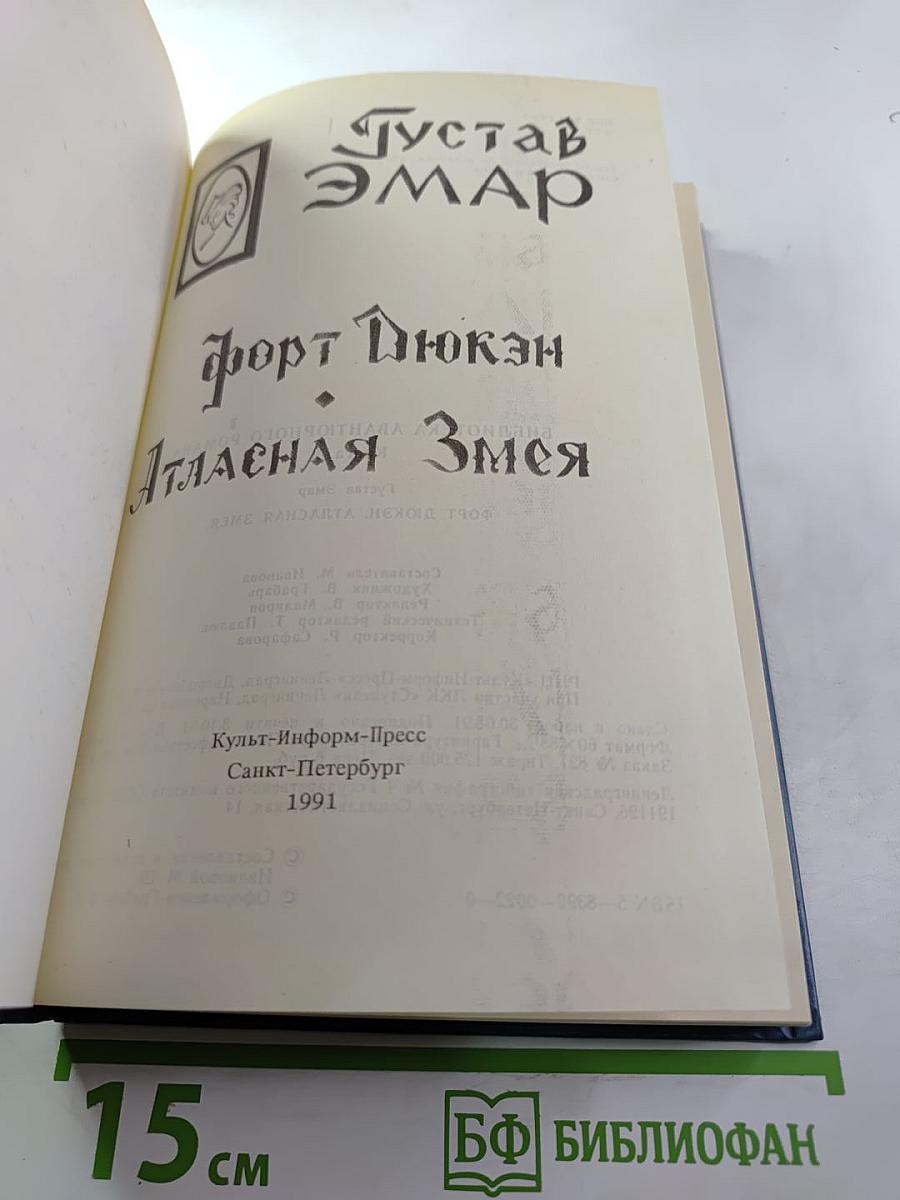 Густав
ЭМАР
Форт Дюкэн
Атласная Змея
Культ-Информ-Пресс
Санкт-Петербург
1991
15 см
БФ БИБЛИОФАН